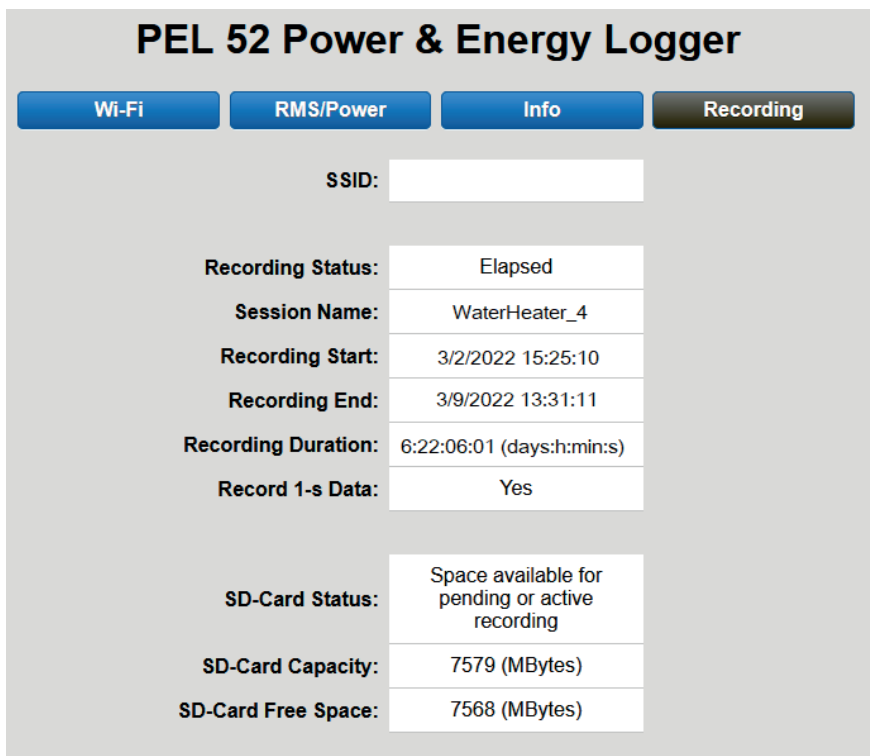 PEL 52 Power & Energy Logger
Wi-Fi RMS/Power Info Recording
SSID:
Recording Status: Elapsed
Session Name: WaterHeater_4
Recording Start: 3/2/2022 15:25:10
Recording End: 3/9/2022 13:31:11
Recording Duration: 6:22:06:01 (days:h:min:s)
Record 1-s Data: Yes
Space available for
SD-Card Status: pending or active
recording
SD-Card Capacity: 7579 (MBytes)
SD-Card Free Space: 7568 (MBytes)